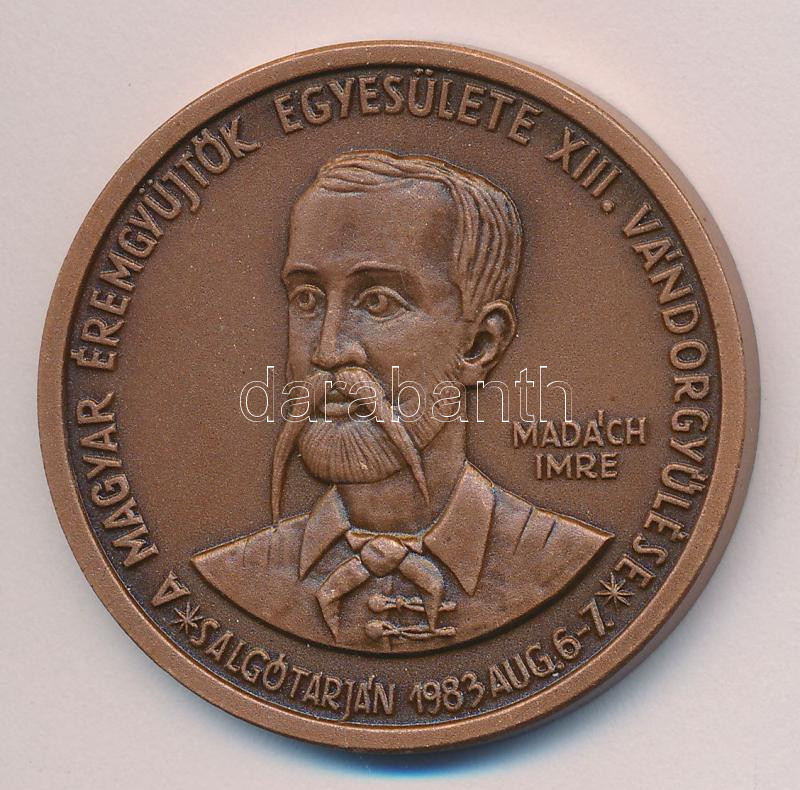 A MAGYAR ÉREMGYŰJTŐK EGYESÜLETE XIII. VÁNDORGYŰLÉSE
*SALGÓTARJÁN 1983 AUG. 6-7.*
MADÁCH
IMRE
darabanth